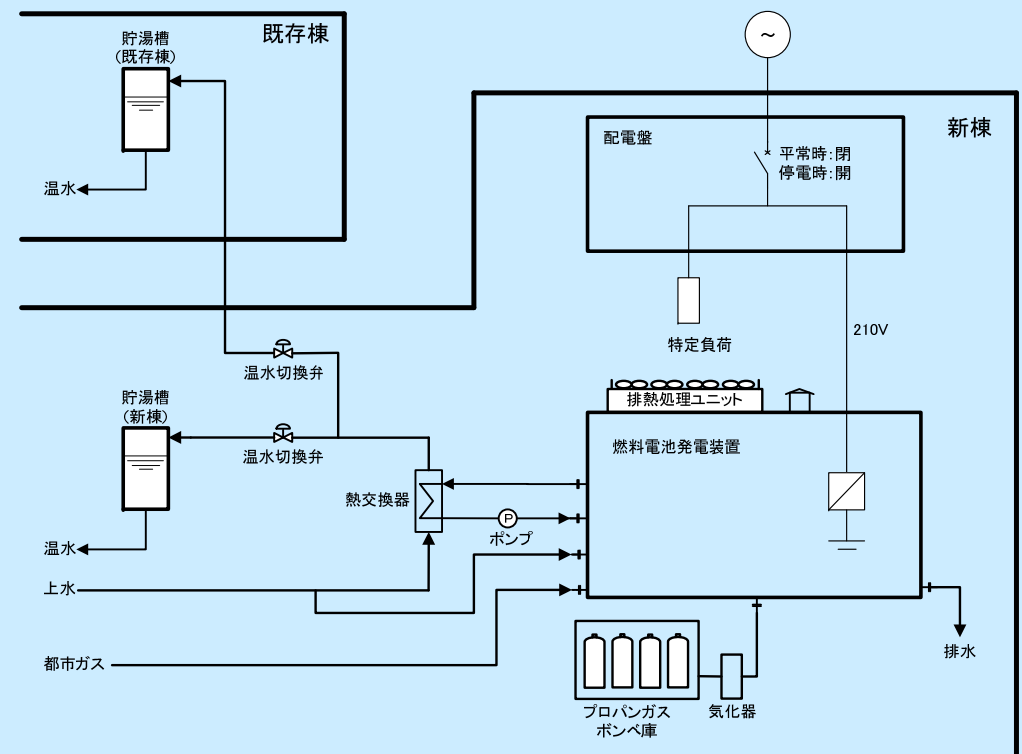 既存棟
貯湯槽
(既存棟)
温水
～
新棟
配電盤
平常時:閉
停電時:開
特定負荷
210V
温水切換弁
貯湯槽
(新棟)
温水切換弁
熱交換器
P
ポンプ
温水
上水
都市ガス
排熱処理ユニット
燃料電池発電装置
排水
プロパンガス
ボンベ庫
気化器